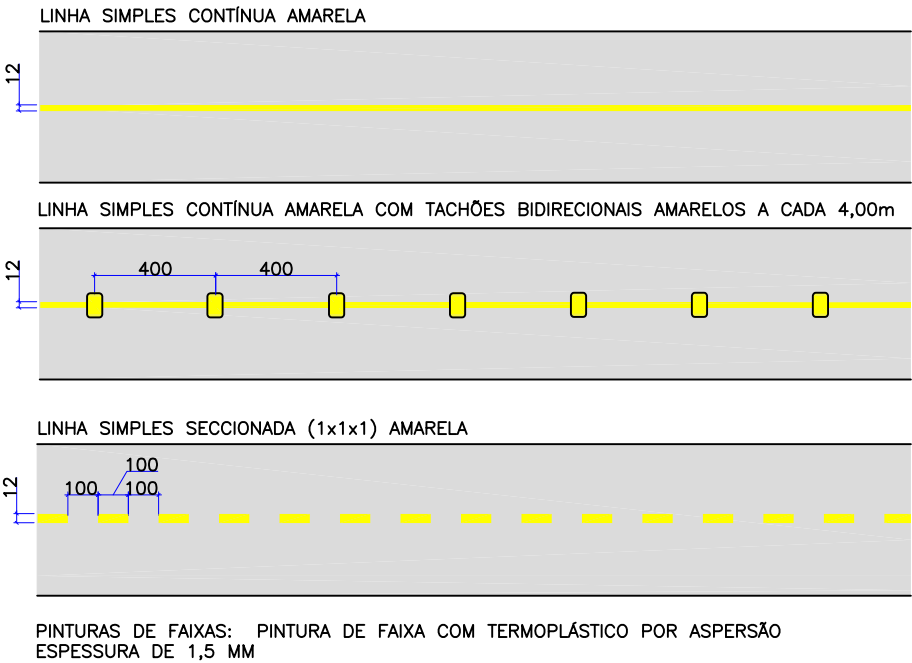 LINHA SIMPLES CONTÍNUA AMARELA
12
LINHA SIMPLES CONTÍNUA AMARELA COM TACHÕES BIDIRECIONAIS AMARELOS A CADA 4,00m
400 400
12
LINHA SIMPLES SECCIONADA (1x1x1) AMARELA
100
100 100
12
PINTURAS DE FAIXAS: PINTURA DE FAIXA COM TERMOPLÁSTICO POR ASPERSÃO
ESPESSURA DE 1,5 MM